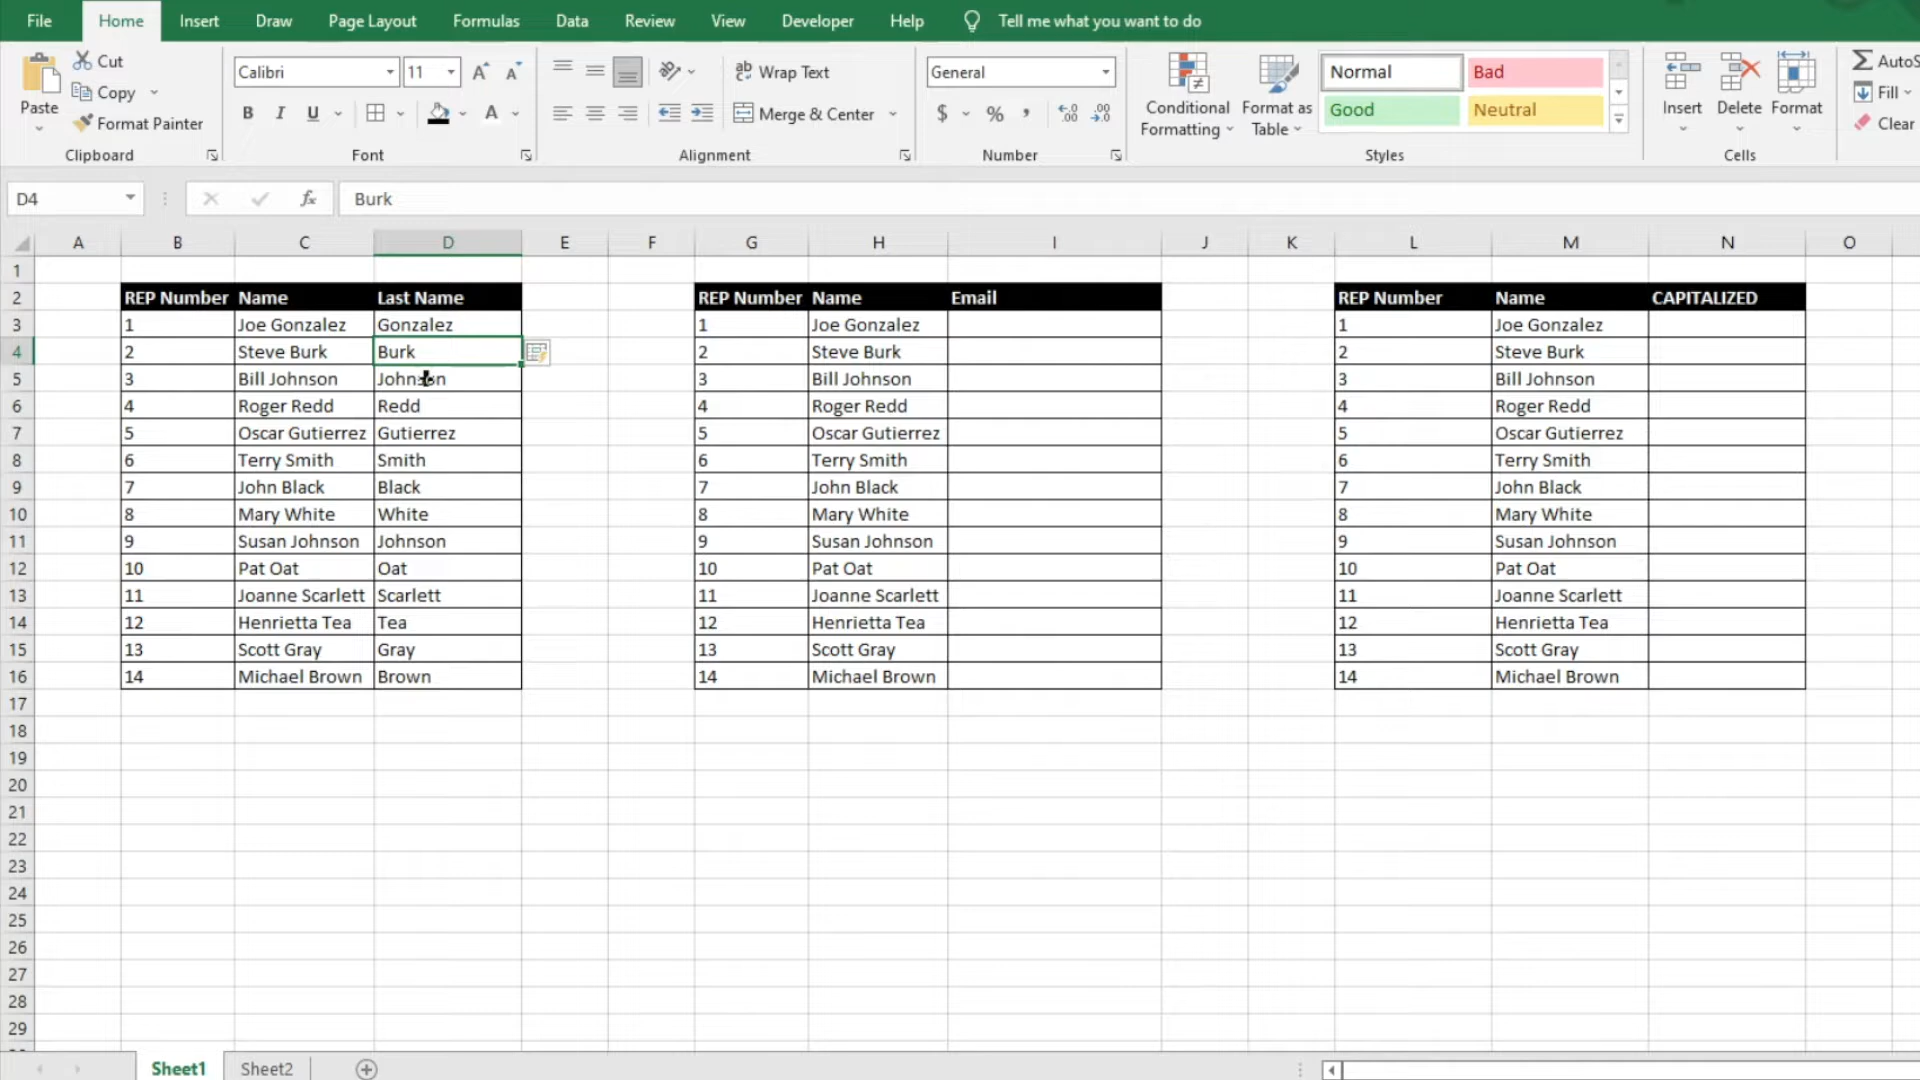 File Home Insert Draw Page Layout Formulas Data Review View Developer Help Tell me what you want to do
Paste Cut
Copy
Format Painter
Clipboard
Calibri 11
B I U A
Font
Wrap Text
Merge & Center
Alignment
General
$ %
Number
Conditional Formatting
Format as Table
Normal Bad
Good Neutral
Styles
Insert Delete Format
Cells
AutoS
Fill
Clear
D4 fx Burk
A B C D E F G H I J K L M N O
1
2 REP Number Name Last Name REP Number Name Email REP Number Name CAPITALIZED
3 1 Joe Gonzalez Gonzalez 1 Joe Gonzalez 1 Joe Gonzalez
4 2 Steve Burk Burk 2 Steve Burk 2 Steve Burk
5 3 Bill Johnson Johnson 3 Bill Johnson 3 Bill Johnson
6 4 Roger Redd Redd 4 Roger Redd 4 Roger Redd
7 5 Oscar Gutierrez Gutierrez 5 Oscar Gutierrez 5 Oscar Gutierrez
8 6 Terry Smith Smith 6 Terry Smith 6 Terry Smith
9 7 John Black Black 7 John Black 7 John Black
10 8 Mary White White 8 Mary White 8 Mary White
11 9 Susan Johnson Johnson 9 Susan Johnson 9 Susan Johnson
12 10 Pat Oat Oat 10 Pat Oat 10 Pat Oat
13 11 Joanne Scarlett Scarlett 11 Joanne Scarlett 11 Joanne Scarlett
14 12 Henrietta Tea Tea 12 Henrietta Tea 12 Henrietta Tea
15 13 Scott Gray Gray 13 Scott Gray 13 Scott Gray
16 14 Michael Brown Brown 14 Michael Brown 14 Michael Brown
17
18
19
20
21
22
23
24
25
26
27
28
29
Sheet1 Sheet2